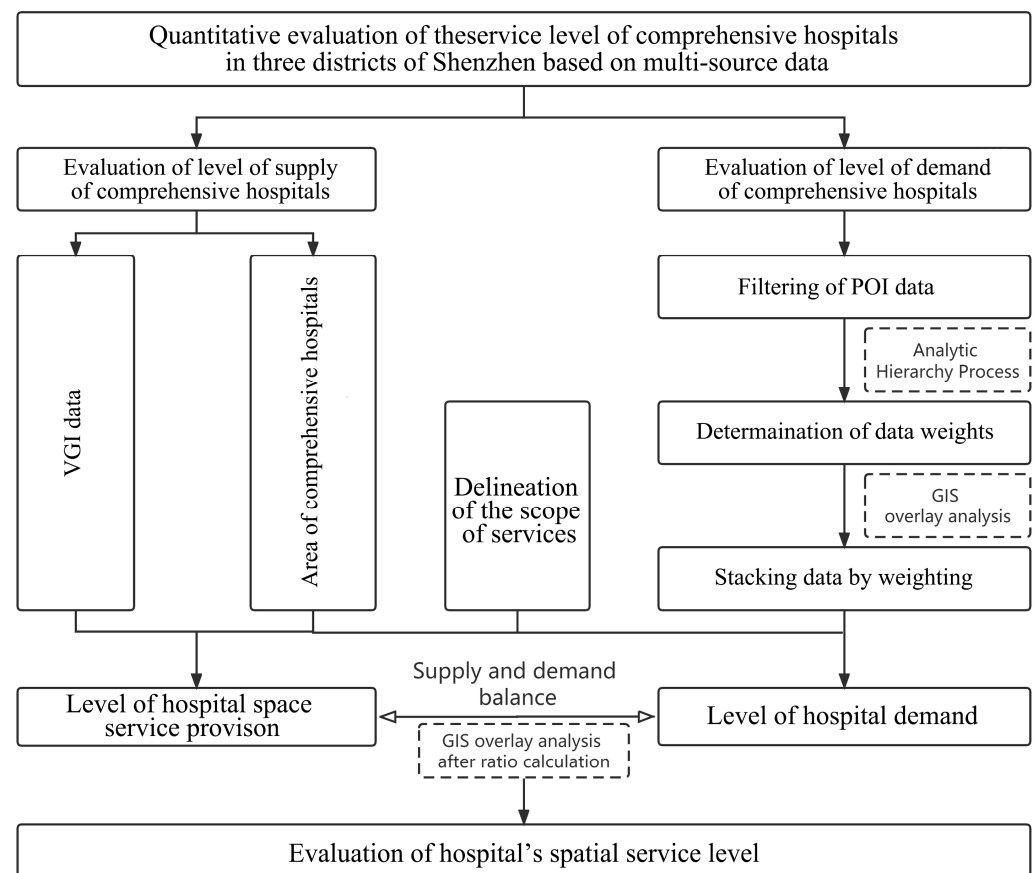 Quantitative evaluation of theservice level of comprehensive hospitals
in three districts of Shenzhen based on multi-source data
Evaluation of level of supply
of comprehensive hospitals
Evaluation of level of demand
of comprehensive hospitals
VGI data
Area of comprehensive hospitals
Delineation
of the scope
of services
Filtering of POI data
Analytic
Hierarchy Process
Determaination of data weights
GIS
overlay analysis
Stacking data by weighting
Level of hospital space
service provison
Supply and demand
balance
GIS overlay analysis
after ratio calculation
Level of hospital demand
Evaluation of hospital’s spatial service level